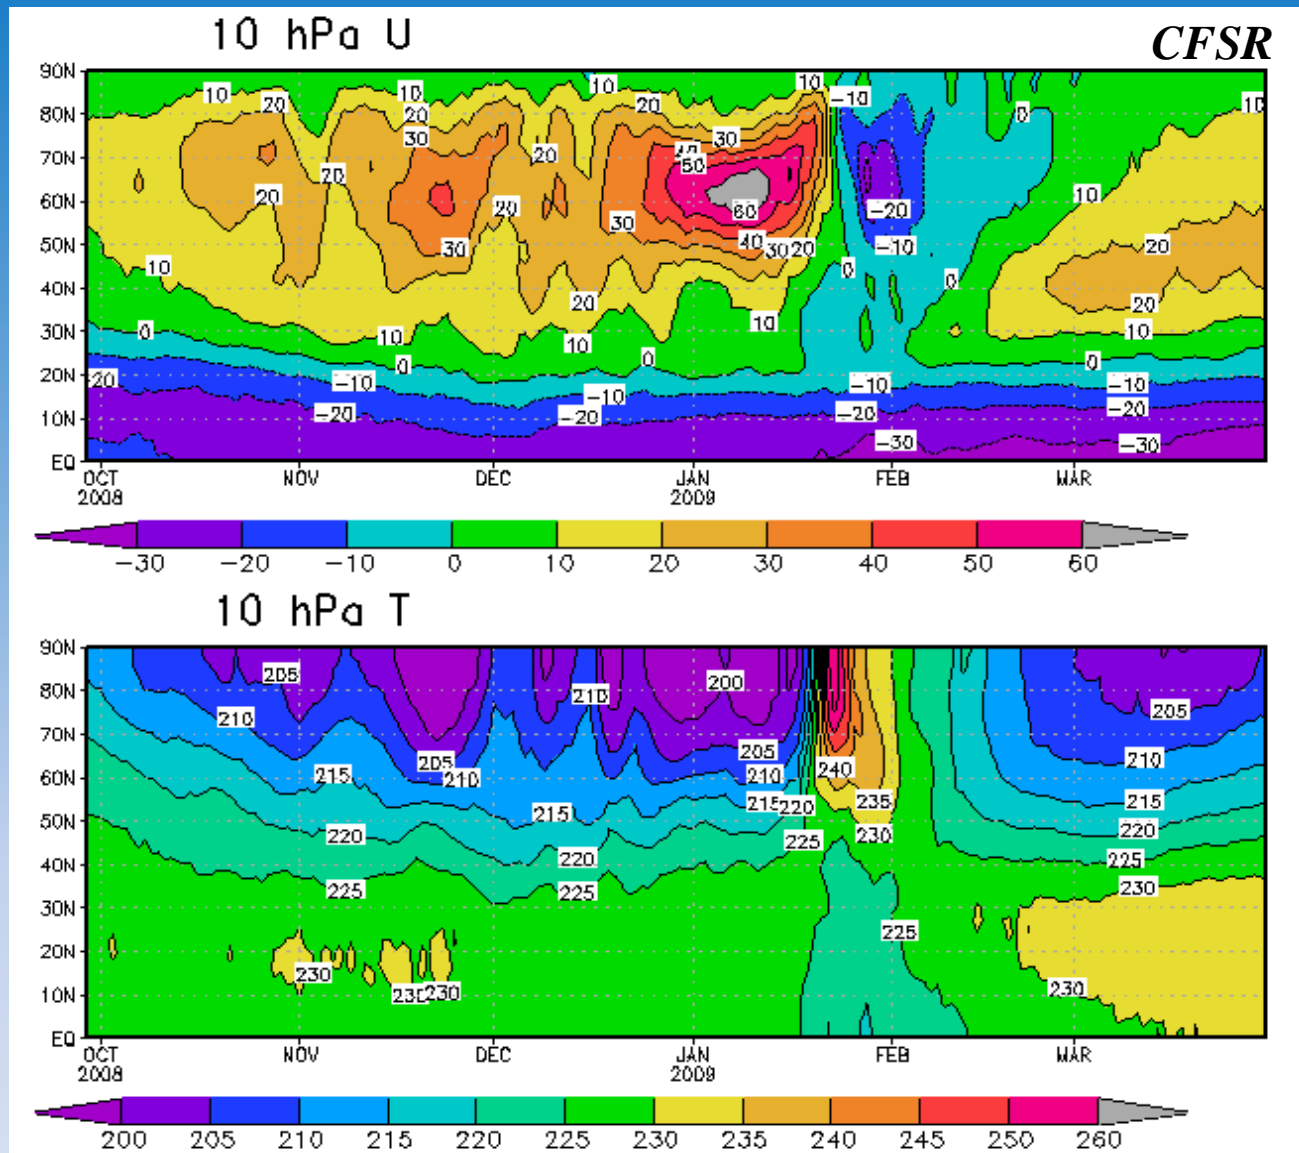 10 hPa U
CFSR
90N
80N
70N
60N
50N
40N
30N
20N
10N
EQ
10 20 10 20 30 10 20 30 10 -10 0 10
20 20 20 40 50 60 -20 10
10 30 20 30 40 30 20 -10 20
0 10 0 20 10 0 10 0 0 20 10 0
-20 -10 -20 -10 -20 -10 -20 -30 -10 -20 -30
OCT NOV DEC JAN FEB MAR
2008 2009
-30 -20 -10 0 10 20 30 40 50 60
10 hPa T
90N
80N
70N
60N
50N
40N
30N
20N
10N
EQ
205 210 200 205
210 205 210 205 210 240 210
215 215 215 220 235 215
220 220 225 230 220
225 225 225 230
230 230 230 225 230
OCT NOV DEC JAN FEB MAR
2008 2009
200 205 210 215 220 225 230 235 240 245 250 260